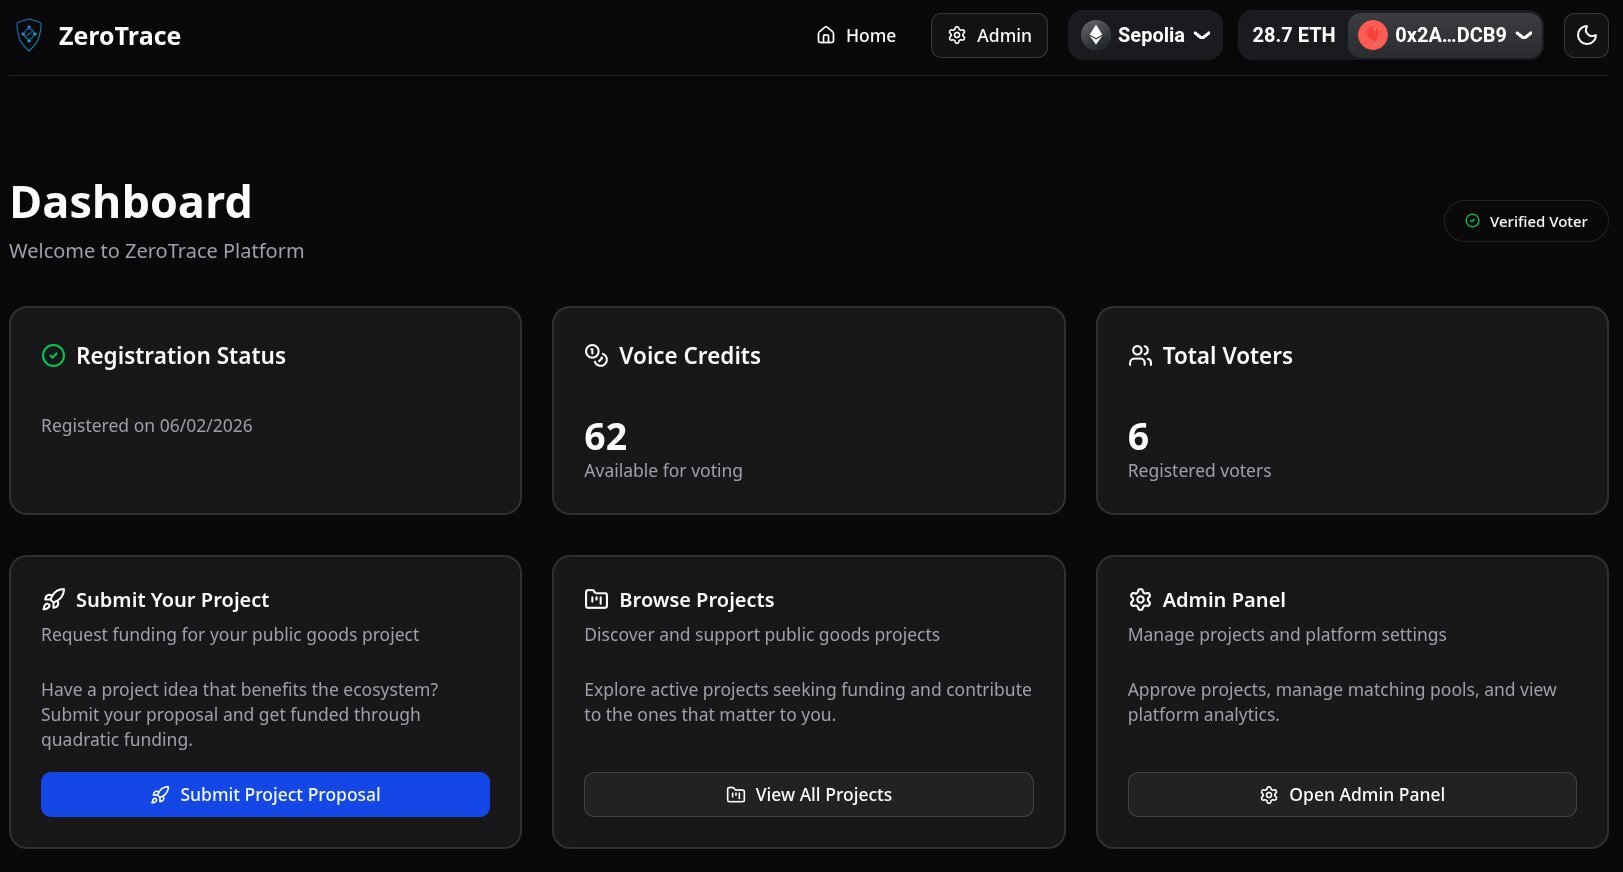 ZeroTrace
Home
Admin
Sepolia
28.7 ETH
0x2A...DCB9
Dashboard
Welcome to ZeroTrace Platform
Verified Voter
Registration Status
Registered on 06/02/2026
Voice Credits
62
Available for voting
Total Voters
6
Registered voters
Submit Your Project
Request funding for your public goods project
Have a project idea that benefits the ecosystem?
Submit your proposal and get funded through
quadratic funding.
Submit Project Proposal
Browse Projects
Discover and support public goods projects
Explore active projects seeking funding and contribute
to the ones that matter to you.
View All Projects
Admin Panel
Manage projects and platform settings
Approve projects, manage matching pools, and view
platform analytics.
Open Admin Panel